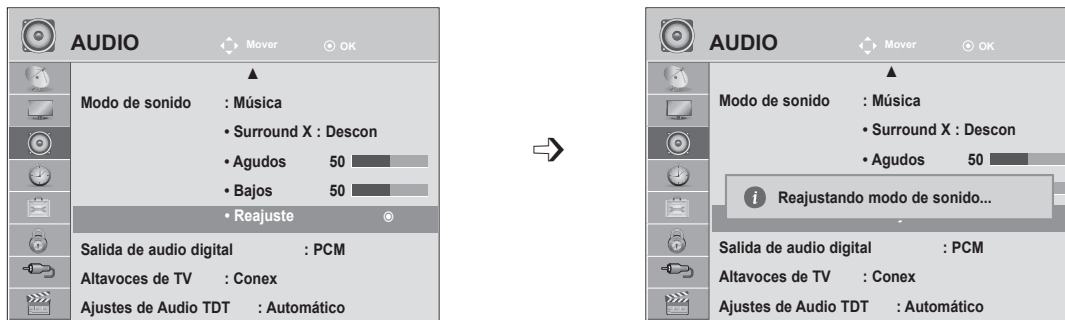 AUDIO Mover OK
Modo de sonido : Música
• Surround X : Descon
• Agudos 50
• Bajos 50
• Reajuste
Salida de audio digital : PCM
Altavoces de TV : Conex
Ajustes de Audio TDT : Automático
AUDIO Mover OK
Modo de sonido : Música
• Surround X : Descon
• Agudos 50
i Reajustando modo de sonido...
Salida de audio digital : PCM
Altavoces de TV : Conex
Ajustes de Audio TDT : Automático